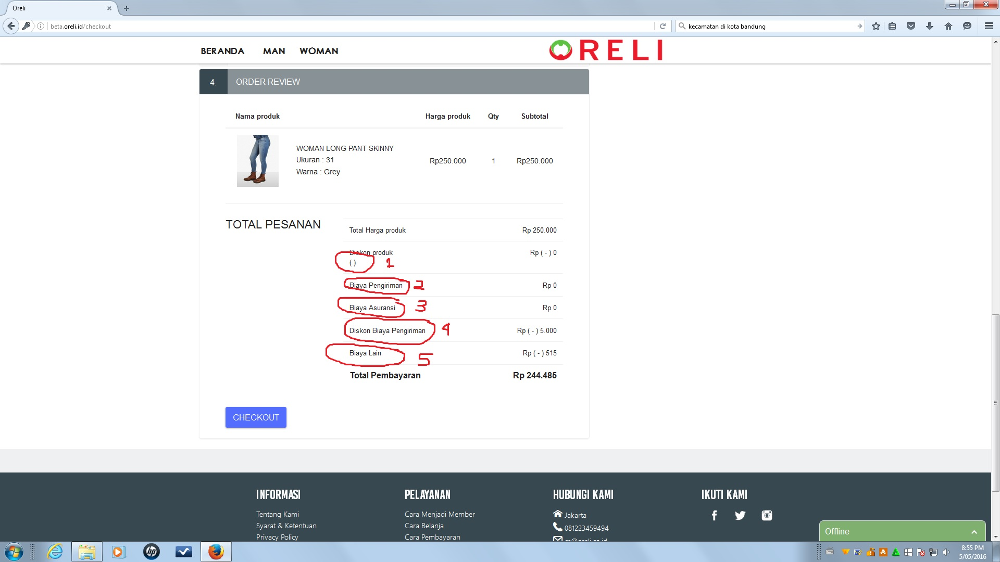 Oreli
beta.oreli.id/checkout
kecamatan di kota bandung
BERANDA MAN WOMAN
ORELI
4. ORDER REVIEW
Nama produk Harga produk Qty Subtotal
WOMAN LONG PANT SKINNY
Ukuran : 31
Warna : Grey
Rp250.000 1 Rp250.000
TOTAL PESANAN
Total Harga produk Rp 250.000
Diskon produk Rp ( - ) 0
( ) 1
Biaya Pengiriman 2 Rp 0
Biaya Asuransi 3 Rp 0
Diskon Biaya Pengiriman 4 Rp ( - ) 5.000
Biaya Lain 5 Rp ( - ) 515
Total Pembayaran Rp 244.485
CHECKOUT
INFORMASI PELAYANAN HUBUNGI KAMI IKUTI KAMI
Tentang Kami Cara Menjadi Member Jakarta
Syarat & Ketentuan Cara Belanja 081223459494
Privacy Policy Cara Pembayaran cs@oreli.co.id
Offline
hp
8:55 PM
5/05/2016